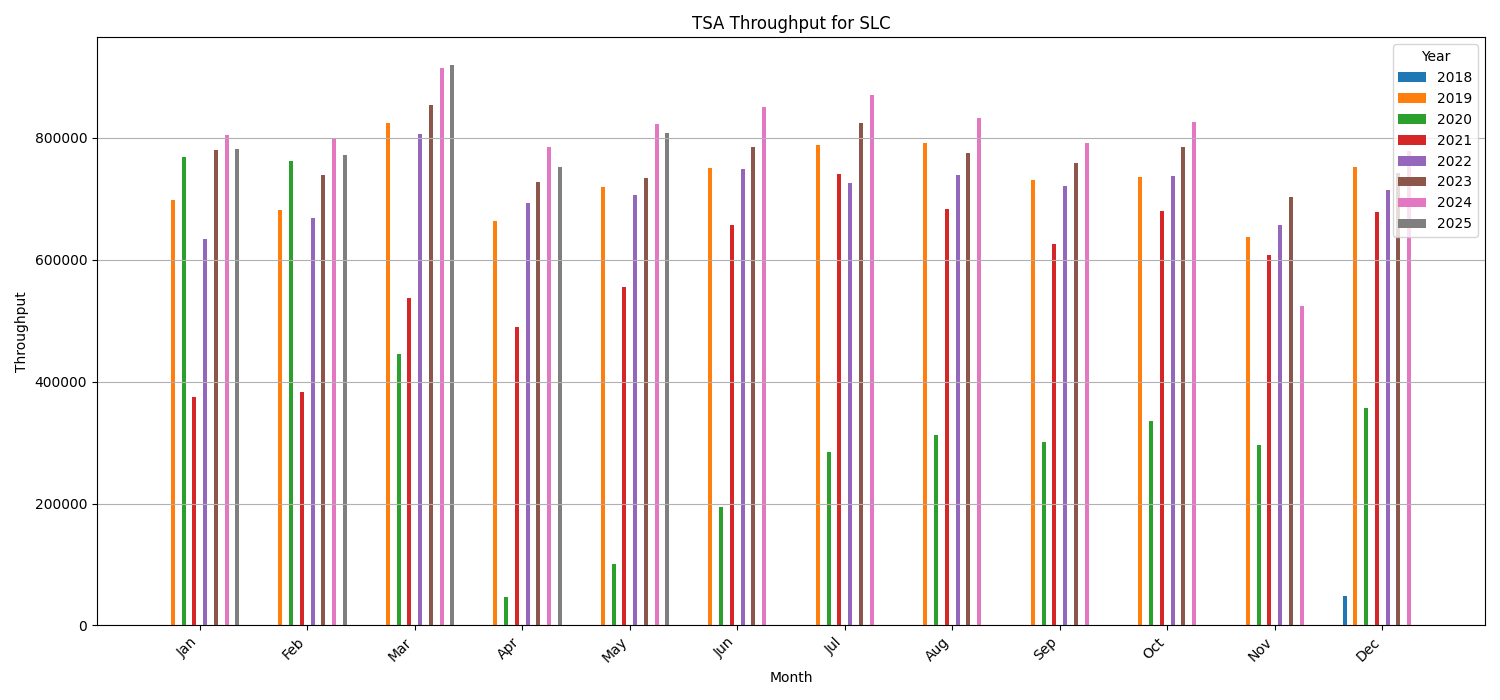 TSA Throughput for SLC
Year
2018
2019
2020
2021
2022
2023
2024
2025
800000
600000
400000
200000
0
Throughput
Jan
Feb
Mar
Apr
May
Jun
Jul
Aug
Sep
Oct
Nov
Dec
Month